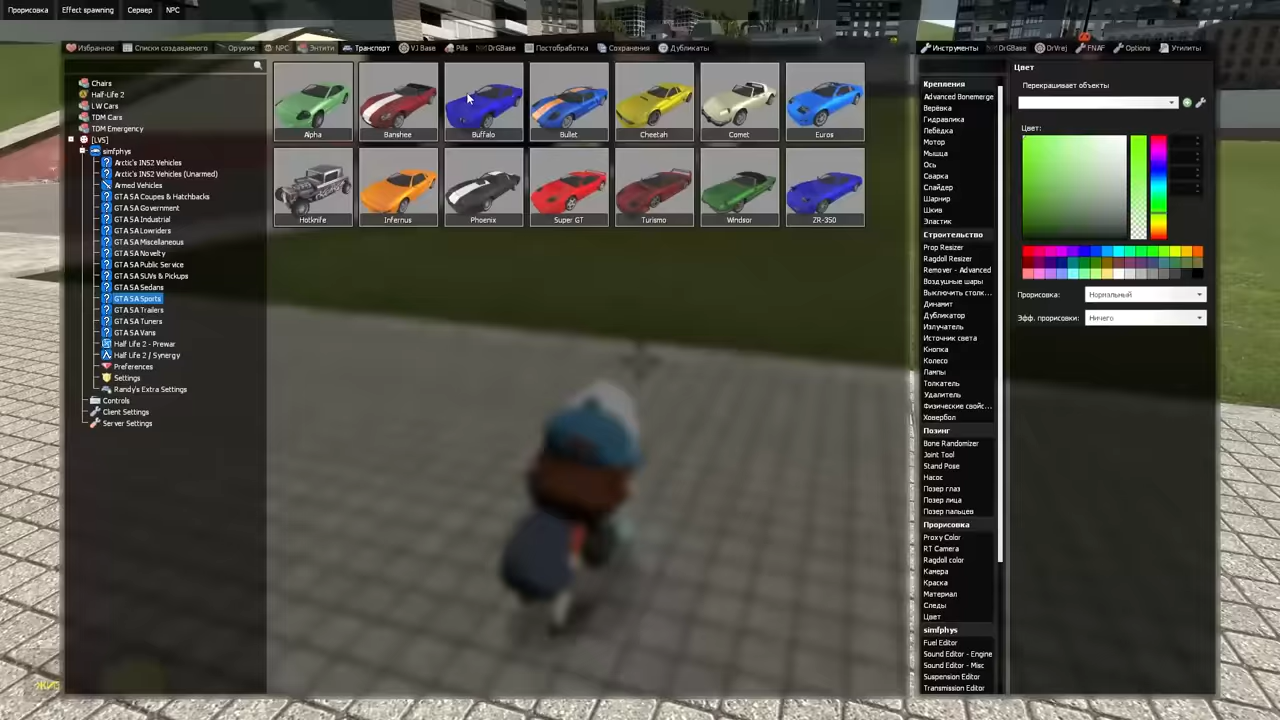 Прорисовка Effect spawning Сервер NPC
Избранное Списки создаваемого Оружие NPC Энтити Транспорт VJ Base Pills DrGBase Постобработка Сохранения Дубликаты
Инструменты DrGBase DrVrej FNAF Options Утилиты
Chairs
Half-Life 2
LW Cars
TDM Cars
TDM Emergency
[LVS]
simfphys
Arctic's INS2 Vehicles
Arctic's INS2 Vehicles (Unarmed)
Armed Vehicles
GTA SA Coupes & Hatchbacks
GTA SA Government
GTA SA Industrial
GTA SA Lowriders
GTA SA Miscellaneous
GTA SA Novelty
GTA SA Public Service
GTA SA SUVs & Pickups
GTA SA Sedans
GTA SA Sports
GTA SA Trailers
GTA SA Tuners
GTA SA Vans
Half Life 2 - Prewar
Half Life 2 / Synergy
Preferences
Settings
Randy's Extra Settings
Controls
Client Settings
Server Settings
Alpha Banshee Buffalo Bullet Cheetah Comet Euros
Hotknife Infernus Phoenix Super GT Turismo Windsor ZR-350
Крепления
Advanced Bonemerge
Верёвка
Гидравлика
Лебёдка
Мотор
Мышца
Ось
Сварка
Слайдер
Шарнир
Шкив
Эластик
Строительство
Prop Resizer
Ragdoll Resizer
Remover - Advanced
Воздушные шары
Выключить столк...
Динамит
Дубликатор
Излучатель
Источник света
Кнопка
Колесо
Лампы
Толкатель
Удалитель
Физические свойс...
Ховербол
Позинг
Bone Randomizer
Joint Tool
Stand Pose
Насос
Позер глаз
Позер лица
Позер пальцев
Прорисовка
Proxy Color
RT Camera
Ragdoll color
Камера
Краска
Материал
Следы
Цвет
simfphys
Fuel Editor
Sound Editor - Engine
Sound Editor - Misc
Suspension Editor
Transmission Editor
Цвет
Перекрашивает объекты
Цвет:
Прорисовка: Нормальный
Эфф. прорисовки: Ничего